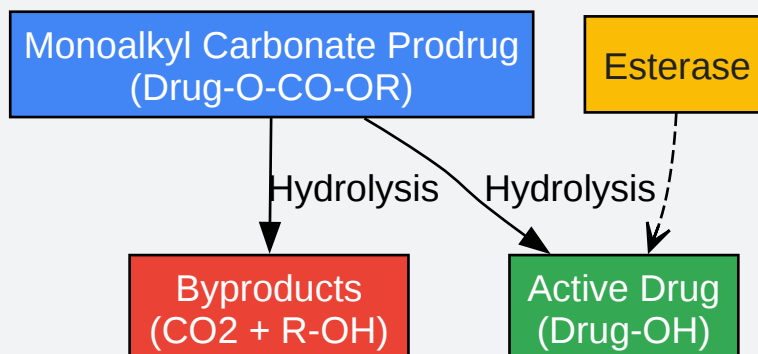 Monoalkyl Carbonate Prodrug
(Drug-O-CO-OR)
Esterase
Hydrolysis
Hydrolysis
Byproducts
(CO2 + R-OH)
Active Drug
(Drug-OH)